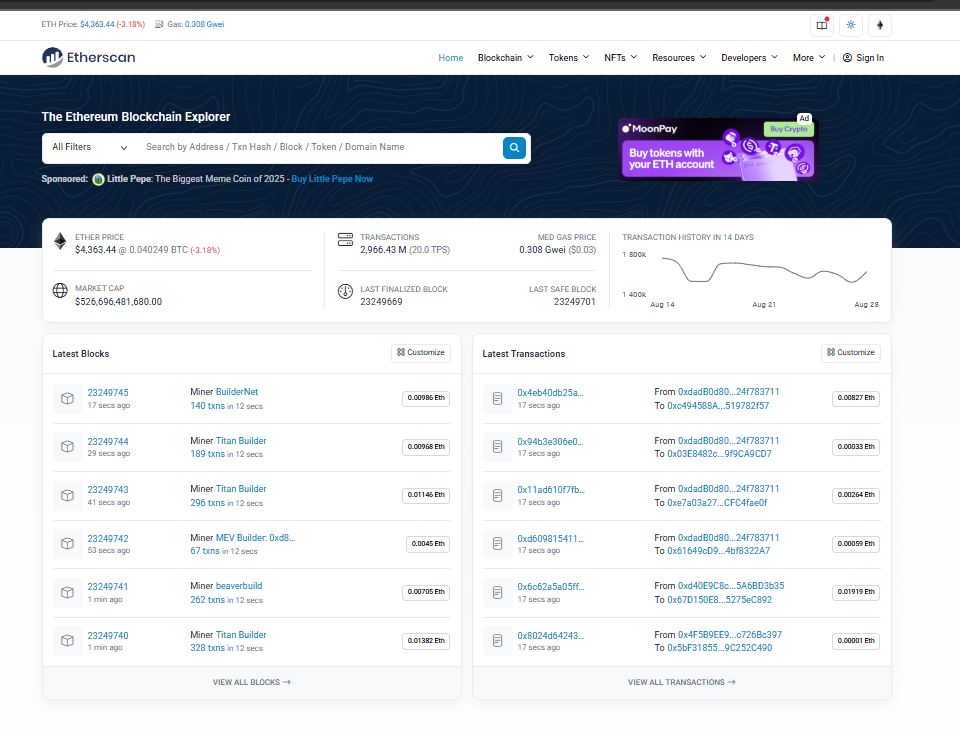 ETH Price: $4,363.44 (-3.18%) Gas: 0.308 Gwei
Etherscan
Home Blockchain Tokens NFTs Resources Developers More | Sign In
The Ethereum Blockchain Explorer
All Filters Search by Address / Txn Hash / Block / Token / Domain Name
Sponsored: Little Pepe: The Biggest Meme Coin of 2025 - Buy Little Pepe Now
Ad
MoonPay Buy Crypto
Buy tokens with
your ETH account
ETHER PRICE
$4,363.44 @ 0.040249 BTC (-3.18%)
MARKET CAP
$526,696,481,680.00
TRANSACTIONS
2,966.43 M (20.0 TPS)
MED GAS PRICE
0.308 Gwei ($0.03)
LAST FINALIZED BLOCK
23249669
LAST SAFE BLOCK
23249701
TRANSACTION HISTORY IN 14 DAYS
1 800k
1 400k
Aug 14 Aug 21 Aug 28
Latest Blocks Customize
23249745 Miner BuilderNet 0.00986 Eth
17 secs ago 140 txns in 12 secs
23249744 Miner Titan Builder 0.00968 Eth
29 secs ago 189 txns in 12 secs
23249743 Miner Titan Builder 0.01146 Eth
41 secs ago 296 txns in 12 secs
23249742 Miner MEV Builder: 0xd8... 0.0045 Eth
53 secs ago 67 txns in 12 secs
23249741 Miner beaverbuild 0.00705 Eth
1 min ago 262 txns in 12 secs
23249740 Miner Titan Builder 0.01382 Eth
1 min ago 328 txns in 12 secs
VIEW ALL BLOCKS →
Latest Transactions Customize
0x4eb40db25a... From 0xdadB0d80...24f783711 0.00827 Eth
17 secs ago To 0xc494588A...519782f57
0x94b3e306e0... From 0xdadB0d80...24f783711 0.00033 Eth
17 secs ago To 0x03E8482c...9f9CA9CD7
0x11ad610f7fb... From 0xdadB0d80...24f783711 0.00264 Eth
17 secs ago To 0xe7a03a27...CFC4fae0f
0xd609815411... From 0xdadB0d80...24f783711 0.00059 Eth
17 secs ago To 0x61649cD9...4bf8322A7
0x6c62a5a05ff... From 0xd40E9C8c...5A6BD3b35 0.01919 Eth
17 secs ago To 0x67D150E8...5275eC892
0x8024d64243... From 0x4F5B9EE9...c726Bc397 0.00001 Eth
17 secs ago To 0x5bF31855...9C252C490
VIEW ALL TRANSACTIONS →